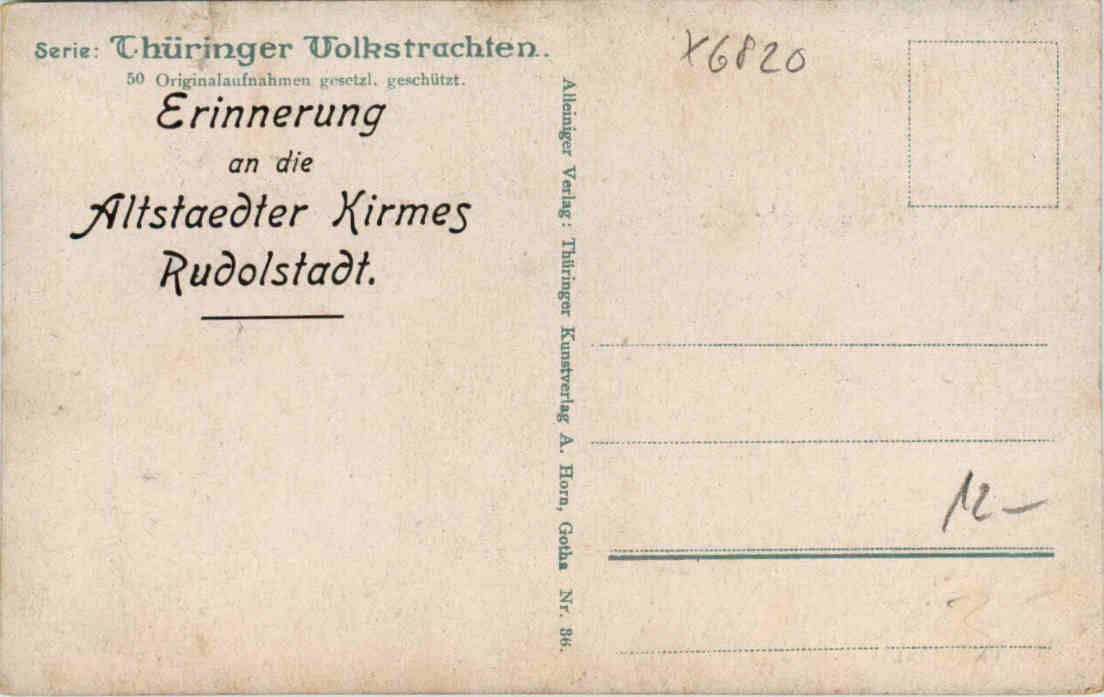 Serie: Thüringer Volkstrachten.
50 Originalaufnahmen gesetzl. geschützt.
Erinnerung
an die
Altstaedter Kirmes
Rudolstadt.
Alleiniger Verlag: Thüringer Kunstverlag A. Horn, Gotha Nr. 36.
X6820
12-